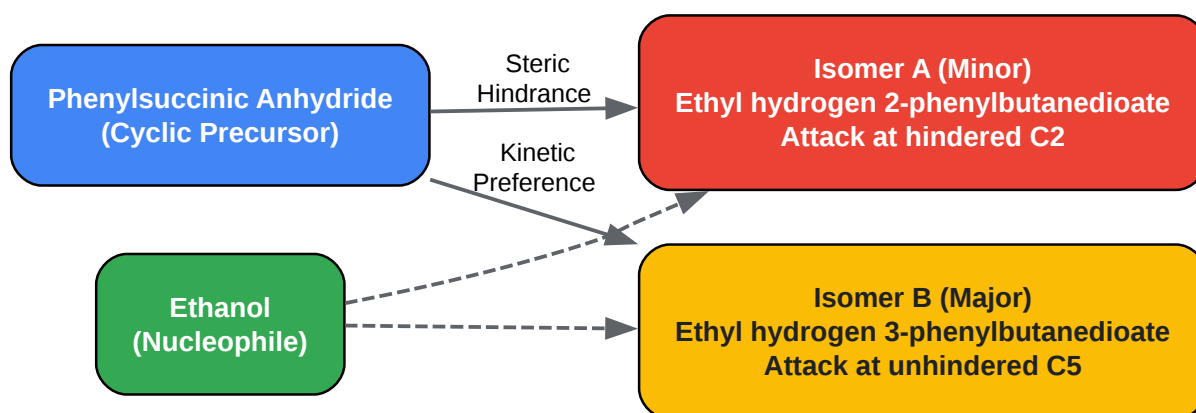 Phenylsuccinic Anhydride
(Cyclic Precursor)
Steric
Hindrance
Isomer A (Minor)
Ethyl hydrogen 2-phenylbutanedioate
Attack at hindered C2
Kinetic
Preference
Ethanol
(Nucleophile)
Isomer B (Major)
Ethyl hydrogen 3-phenylbutanedioate
Attack at unhindered C5